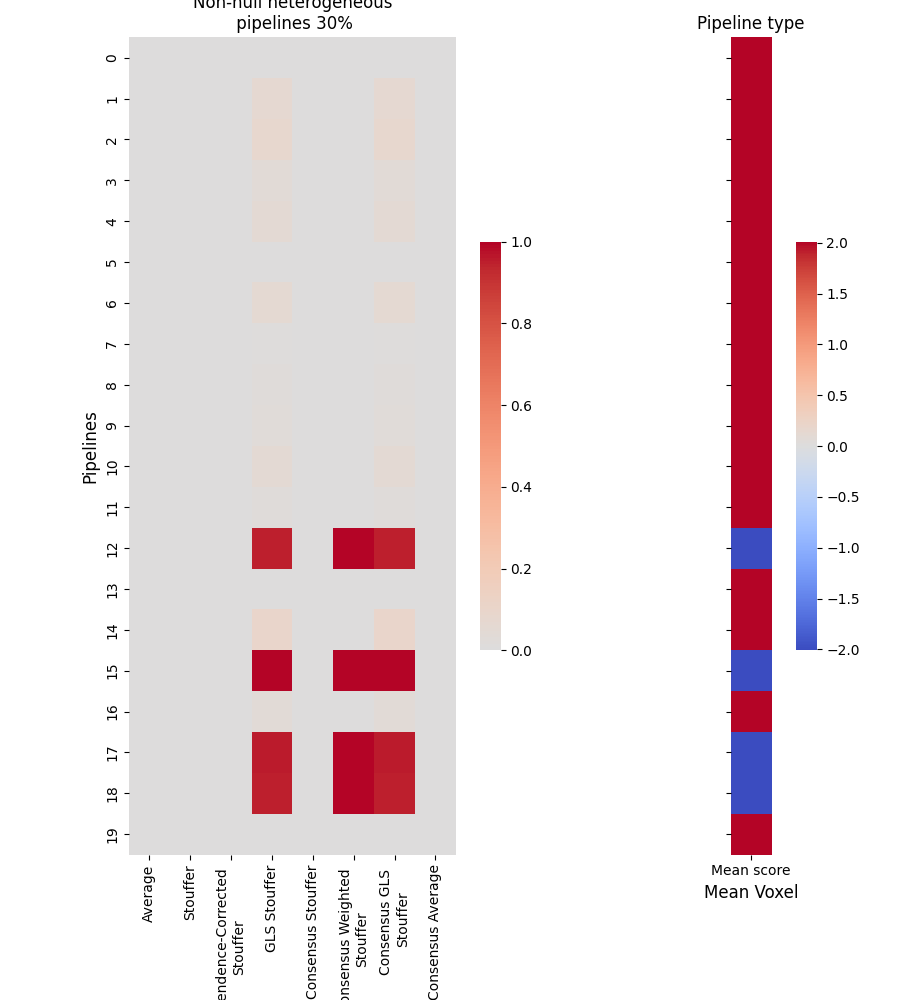 Non-null heterogeneous
pipelines 30%
Pipeline type
0
1
2
3
4
5
6
7
8
9
10
11
12
13
14
15
16
17
18
19
Pipelines
1.0
0.8
0.6
0.4
0.2
0.0
2.0
1.5
1.0
0.5
0.0
−0.5
−1.0
−1.5
−2.0
Average
Stouffer
Stouffer
GLS Stouffer
Consensus Stouffer
Weighted
Stouffer
Consensus GLS
Stouffer
Consensus Average
Mean score
Mean Voxel